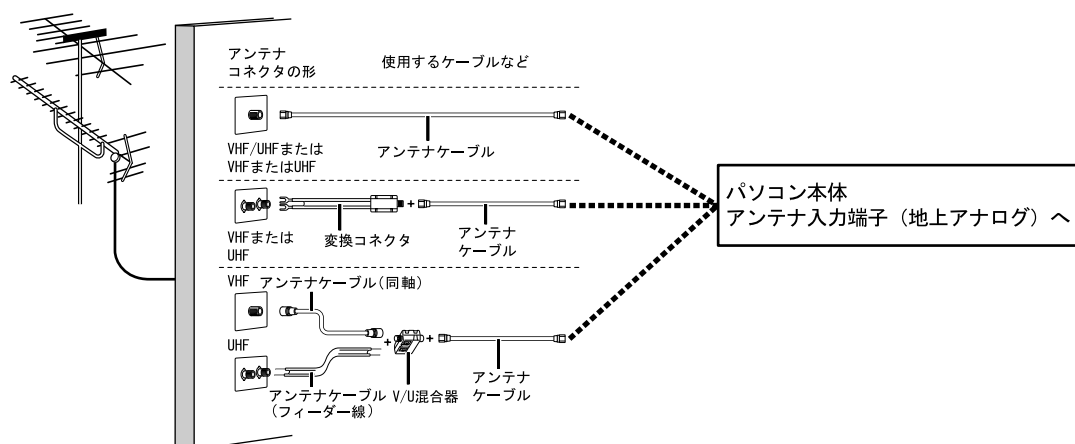 アンテナ
コネクタの形
使用するケーブルなど
VHF/UHFまたは
VHFまたはUHF
アンテナケーブル
VHFまたは
UHF
変換コネクタ
+
アンテナ
ケーブル
VHF
アンテナケーブル(同軸)
UHF
アンテナケーブル
(フィーダー線)
+
V/U混合器
+
アンテナ
ケーブル
パソコン本体
アンテナ入力端子（地上アナログ）へ